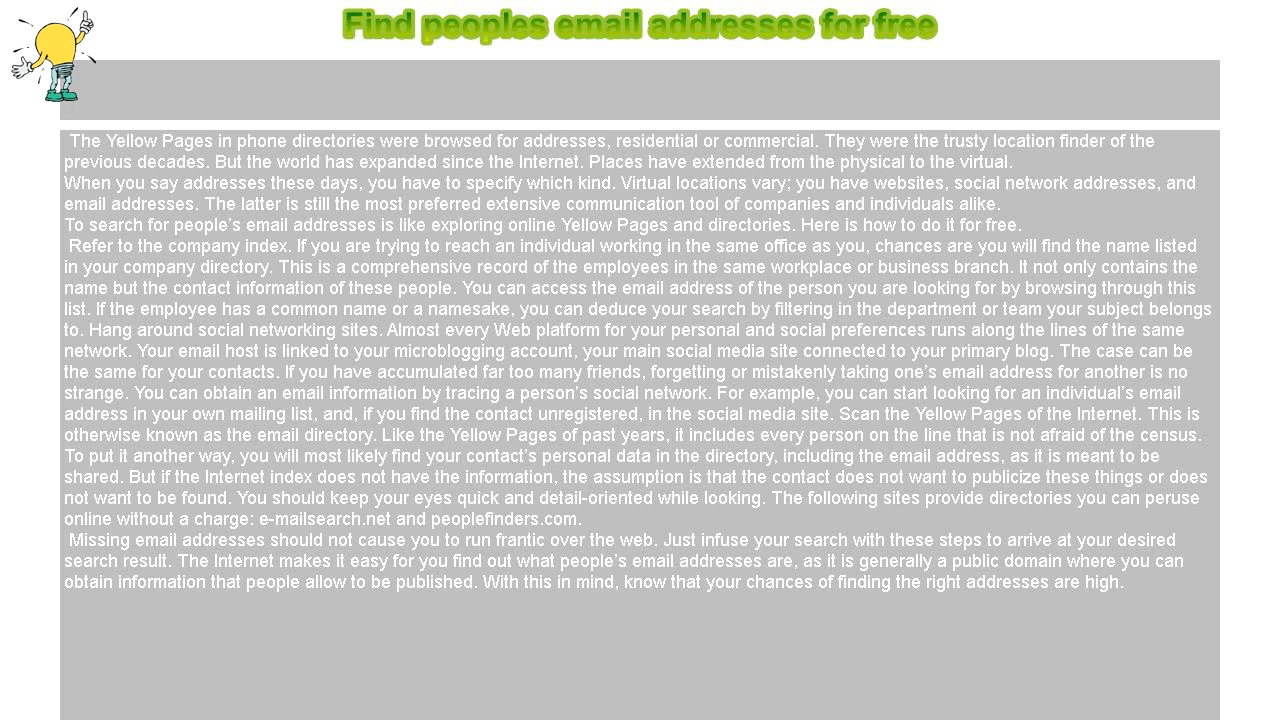 Find peoples email addresses for free
The Yellow Pages in phone directories were browsed for addresses, residential or commercial. They were the trusty location finder of the
previous decades. But the world has expanded since the Internet. Places have extended from the physical to the virtual.
When you say addresses these days, you have to specify which kind. Virtual locations vary; you have websites, social network addresses, and
email addresses. The latter is still the most preferred extensive communication tool of companies and individuals alike.
To search for people’s email addresses is like exploring online Yellow Pages and directories. Here is how to do it for free.
Refer to the company index. If you are trying to reach an individual working in the same office as you, chances are you will find the name listed
in your company directory. This is a comprehensive record of the employees in the same workplace or business branch. It not only contains the
name but the contact information of these people. You can access the email address of the person you are looking for by browsing through this
list. If the employee has a common name or a namesake, you can deduce your search by filtering in the department or team your subject belongs
to. Hang around social networking sites. Almost every Web platform for your personal and social preferences runs along the lines of the same
network. Your email host is linked to your microblogging account, your main social media site connected to your primary blog. The case can be
the same for your contacts. If you have accumulated far too many friends, forgetting or mistakenly taking one’s email address for another is no
strange. You can obtain an email information by tracing a person’s social network. For example, you can start looking for an individual’s email
address in your own mailing list, and, if you find the contact unregistered, in the social media site. Scan the Yellow Pages of the Internet. This is
otherwise known as the email directory. Like the Yellow Pages of past years, it includes every person on the line that is not afraid of the census.
To put it another way, you will most likely find your contact’s personal data in the directory, including the email address, as it is meant to be
shared. But if the Internet index does not have the information, the assumption is that the contact does not want to publicize these things or does
not want to be found. You should keep your eyes quick and detail-oriented while looking. The following sites provide directories you can peruse
online without a charge: e-mailsearch.net and peoplefinders.com.
Missing email addresses should not cause you to run frantic over the web. Just infuse your search with these steps to arrive at your desired
search result. The Internet makes it easy for you find out what people’s email addresses are, as it is generally a public domain where you can
obtain information that people allow to be published. With this in mind, know that your chances of finding the right addresses are high.